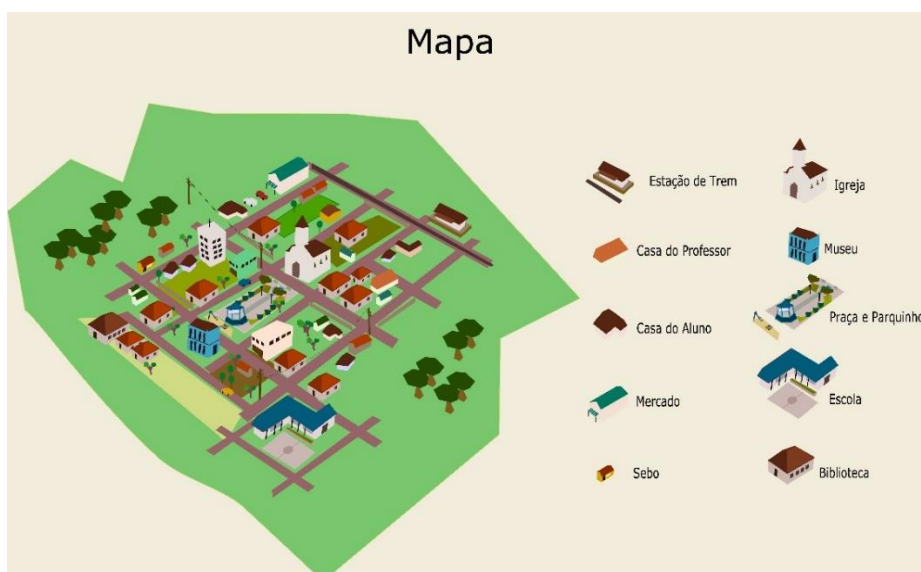 Mapa
Estação de Trem
Igreja
Casa do Professor
Museu
Praça e Parquinho
Casa do Aluno
Mercado
Escola
Sebo
Biblioteca